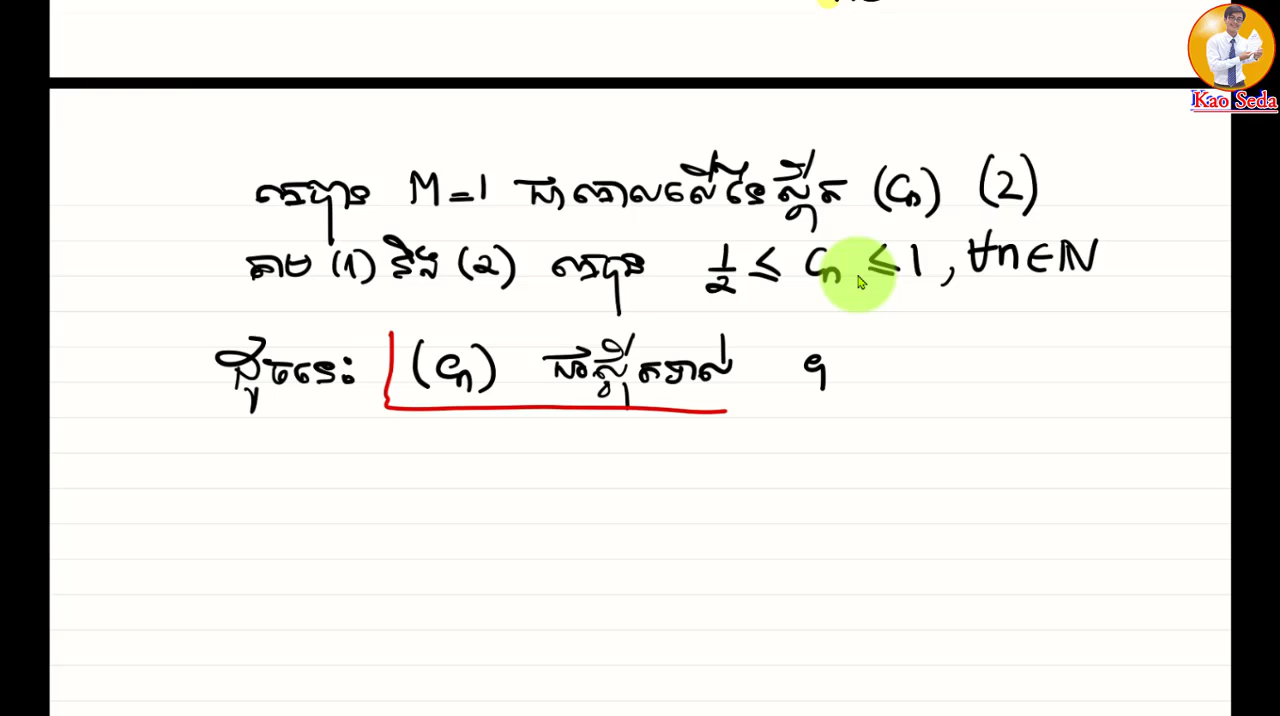 Kao Seda
គេបាន M=1 ជាគោលលើនៃស្វ៊ីត (Cn) (2)
តាម (1) និង (2) គេបាន 1/2 ≤ Cn ≤ 1 , ∀n∈ℕ
ដូចនេះ (Cn) ជាស្វ៊ីតទាល់ ។